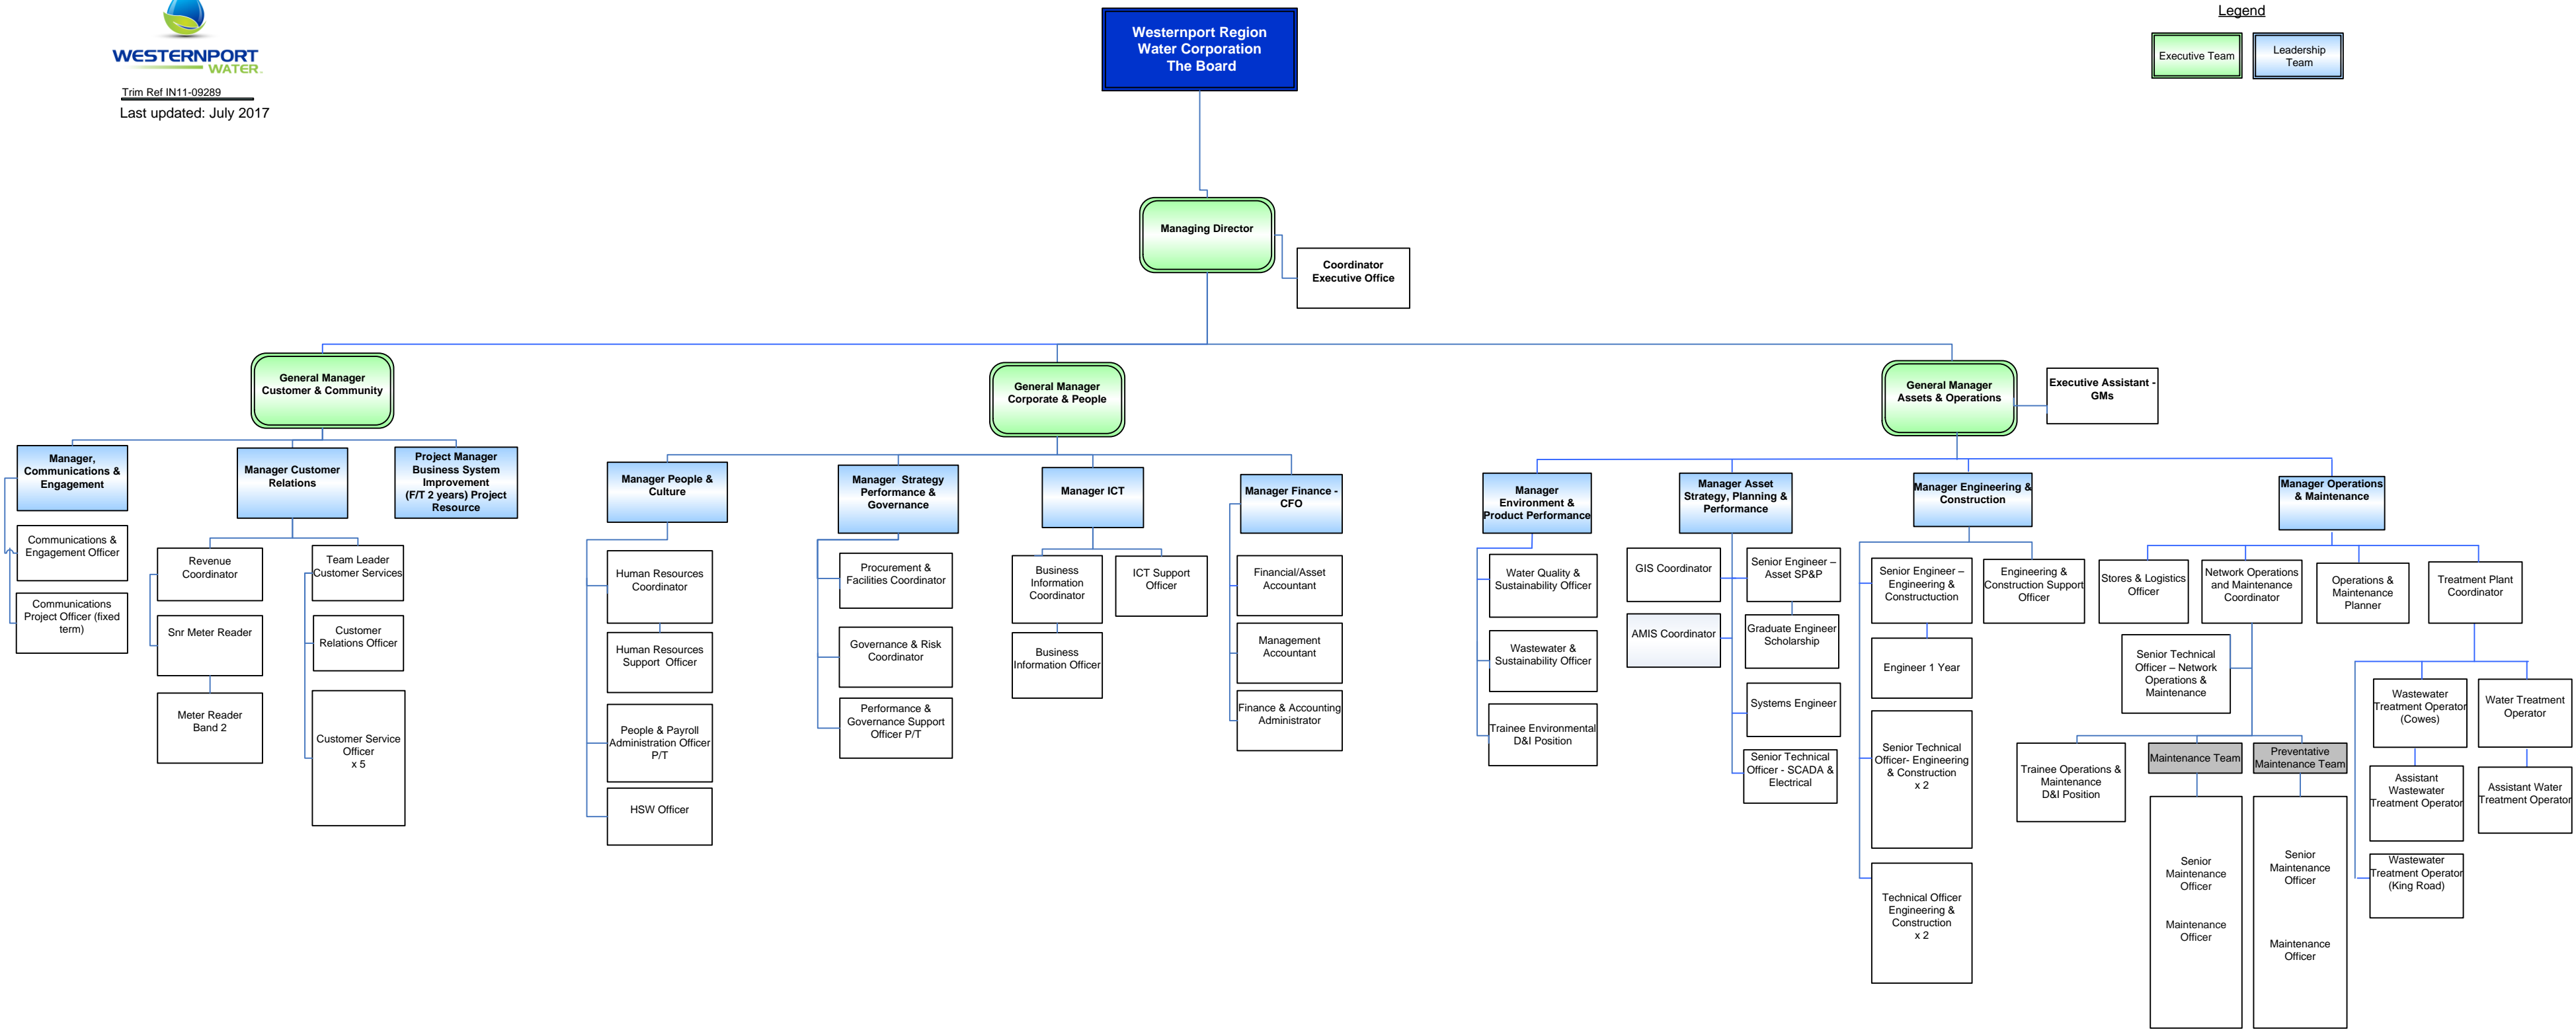 WESTERNPORT
WATER
Trim Ref IN11-09289
Last updated: July 2017
Westernport Region
Water Corporation
The Board
Legend
Executive Team
Leadership
Team
Managing Director
Coordinator
Executive Office
General Manager
Customer & Community
General Manager
Corporate & People
General Manager
Assets & Operations
Executive Assistant -
GMs
Manager,
Communications &
Engagement
Manager Customer
Relations
Project Manager
Business System
Improvement
(F/T 2 years) Project
Resource
Manager People &
Culture
Manager Strategy
Performance &
Governance
Manager ICT
Manager Finance -
CFO
Manager
Environment &
Product Performance
Manager Asset
Strategy, Planning &
Performance
Manager Engineering &
Construction
Manager Operations
& Maintenance
Communications &
Engagement Officer
Communications
Project Officer (fixed
term)
Revenue
Coordinator
Snr Meter Reader
Meter Reader
Band 2
Team Leader
Customer Services
Customer
Relations Officer
Customer Service
Officer
x 5
Human Resources
Coordinator
Human Resources
Support Officer
People & Payroll
Administration Officer
P/T
HSW Officer
Procurement &
Facilities Coordinator
Governance & Risk
Coordinator
Performance &
Governance Support
Officer P/T
Business
Information
Coordinator
Business
Information Officer
ICT Support
Officer
Financial/Asset
Accountant
Management
Accountant
Finance & Accounting
Administrator
Water Quality &
Sustainability Officer
Wastewater &
Sustainability Officer
Trainee Environmental
D&I Position
GIS Coordinator
AMIS Coordinator
Senior Engineer –
Asset SP&P
Graduate Engineer
Scholarship
Systems Engineer
Senior Technical
Officer - SCADA &
Electrical
Senior Engineer –
Engineering &
Constructuction
Engineer 1 Year
Senior Technical
Officer- Engineering
& Construction
x 2
Technical Officer
Engineering &
Construction
x 2
Engineering &
Construction Support
Officer
Stores & Logistics
Officer
Network Operations
and Maintenance
Coordinator
Operations &
Maintenance
Planner
Treatment Plant
Coordinator
Senior Technical
Officer – Network
Operations &
Maintenance
Trainee Operations &
Maintenance
D&I Position
Maintenance Team
Senior
Maintenance
Officer
Maintenance
Officer
Preventative
Maintenance Team
Senior
Maintenance
Officer
Maintenance
Officer
Wastewater
Treatment Operator
(Cowes)
Assistant
Wastewater
Treatment Operator
Wastewater
Treatment Operator
(King Road)
Water Treatment
Operator
Assistant Water
Treatment Operator